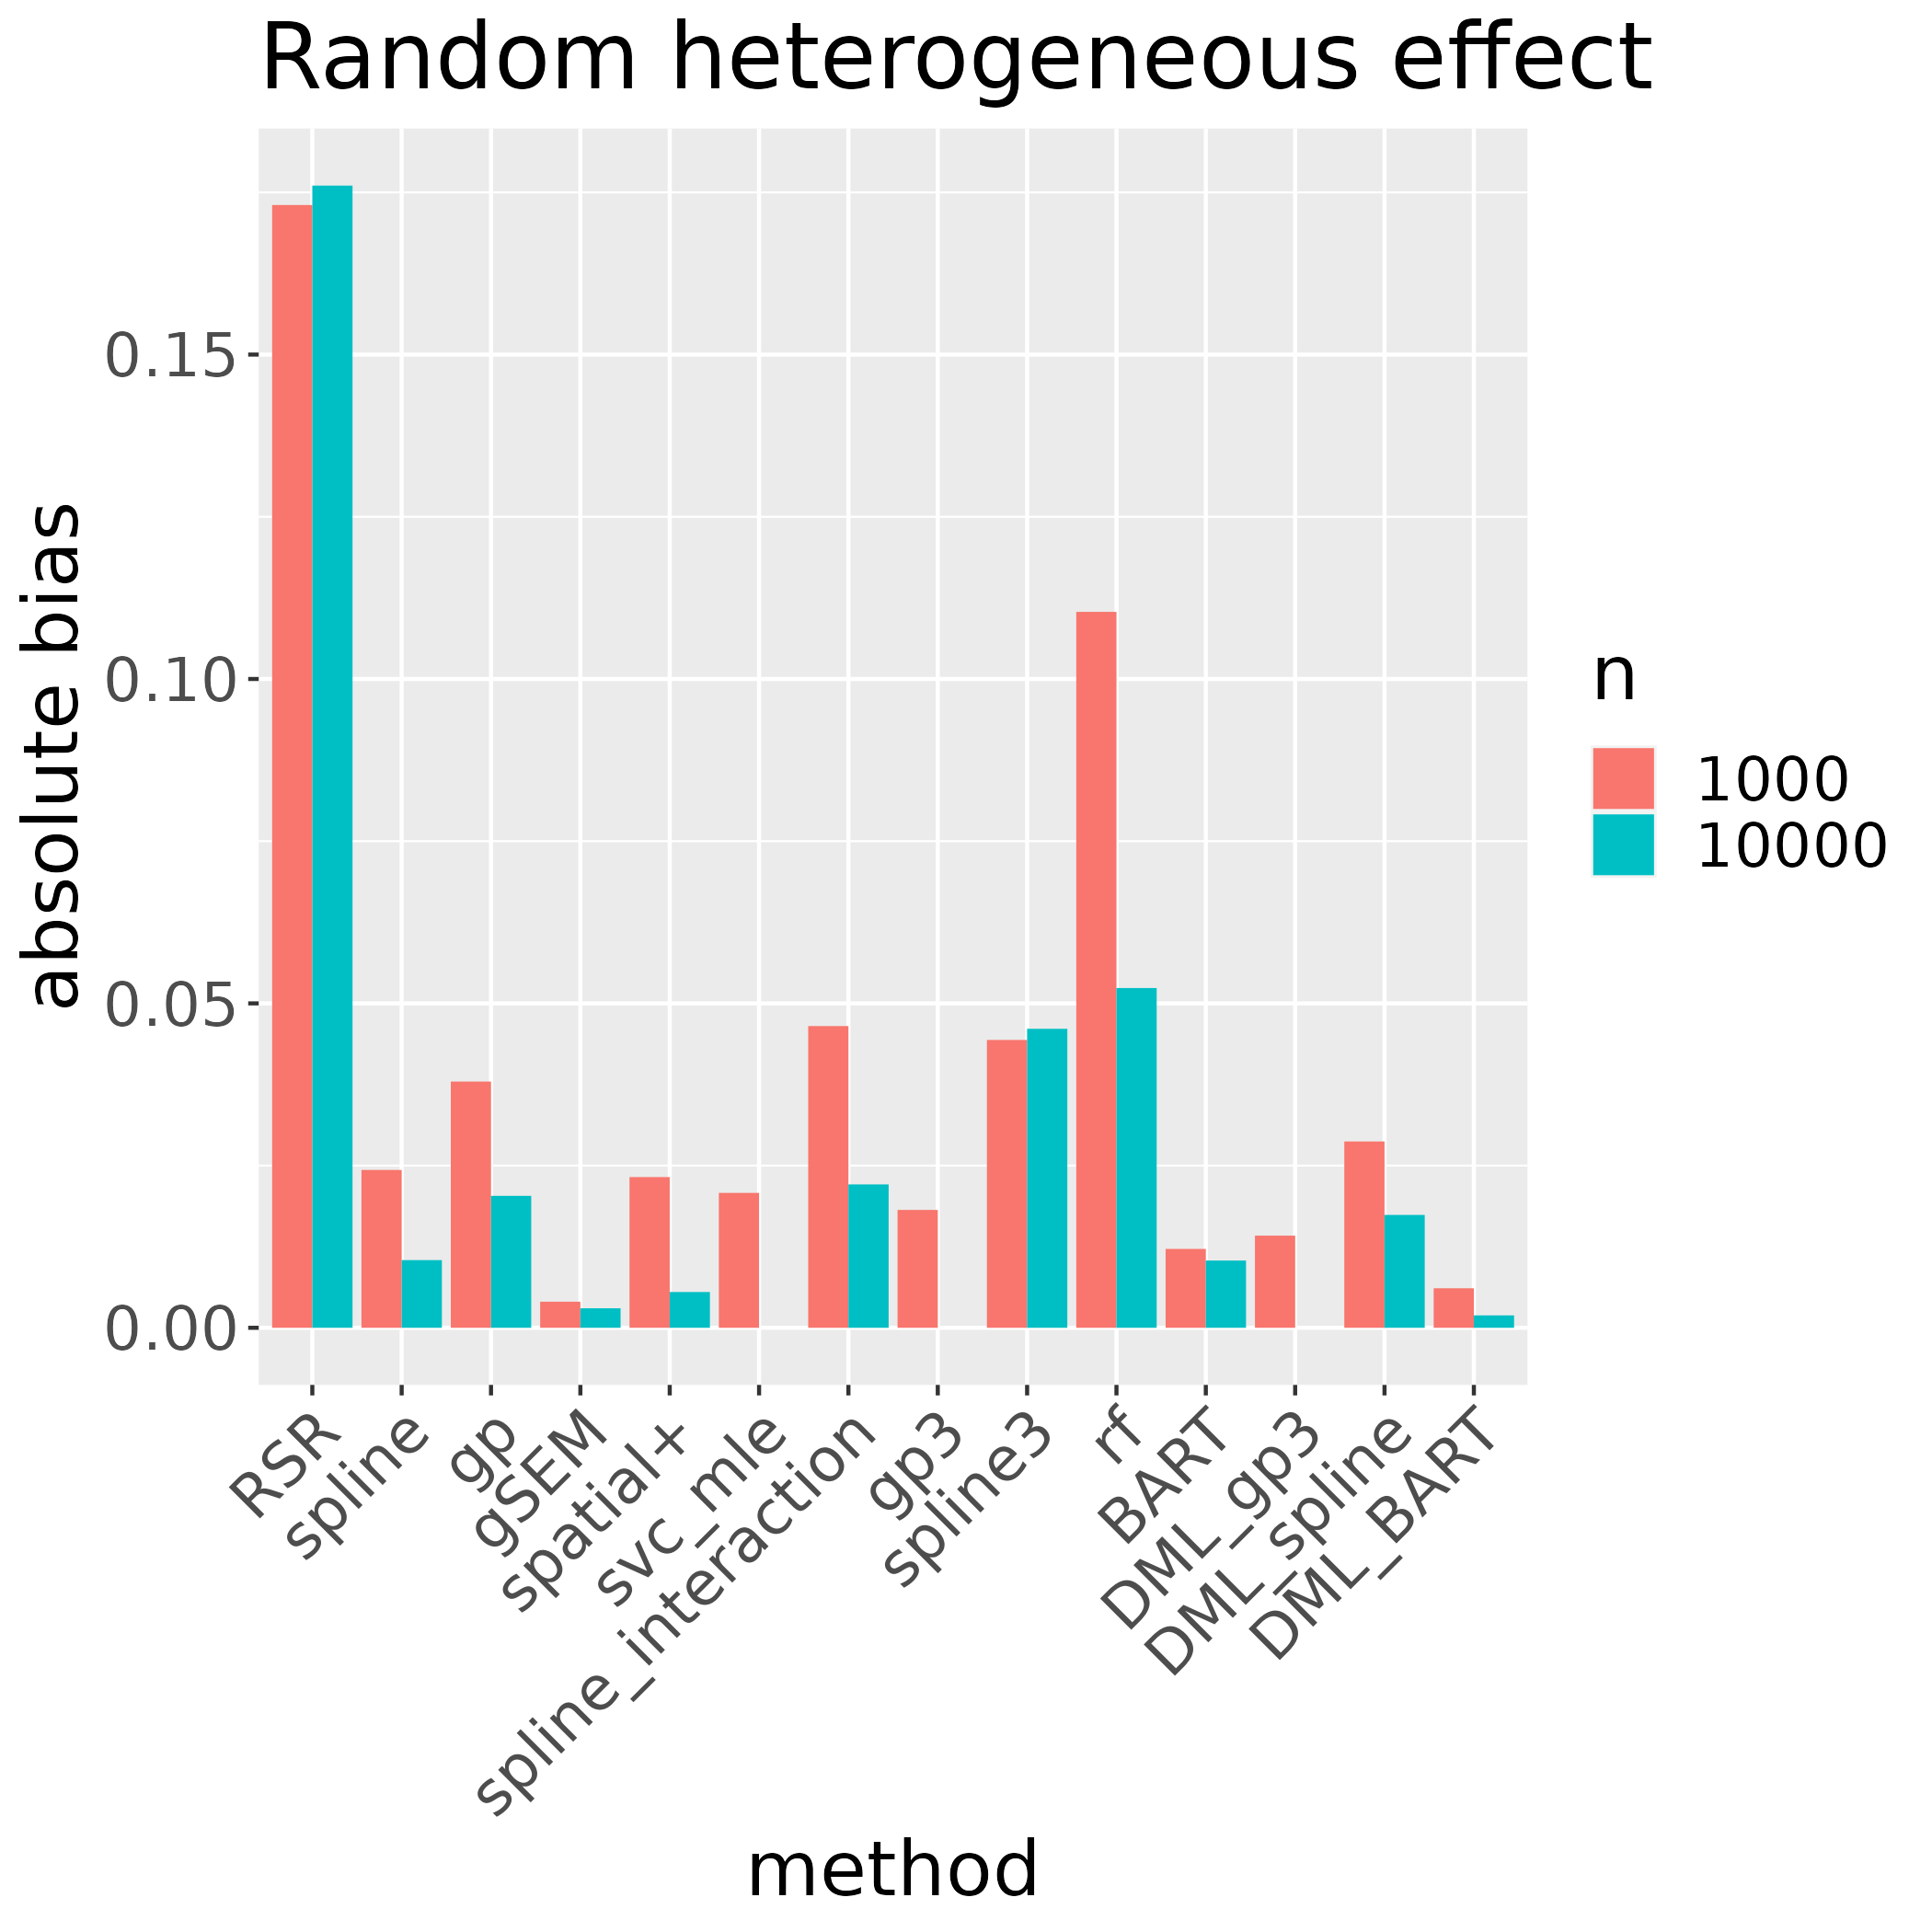 Random heterogeneous effect
absolute bias
0.15
0.10
0.05
0.00
RSR
spline
gp
gSEM
spatial+
svc_mle
spline_interaction
gp3
spline3
rf
BART
DML_gp3
DML_spline
DML_BART
method
n
1000
10000